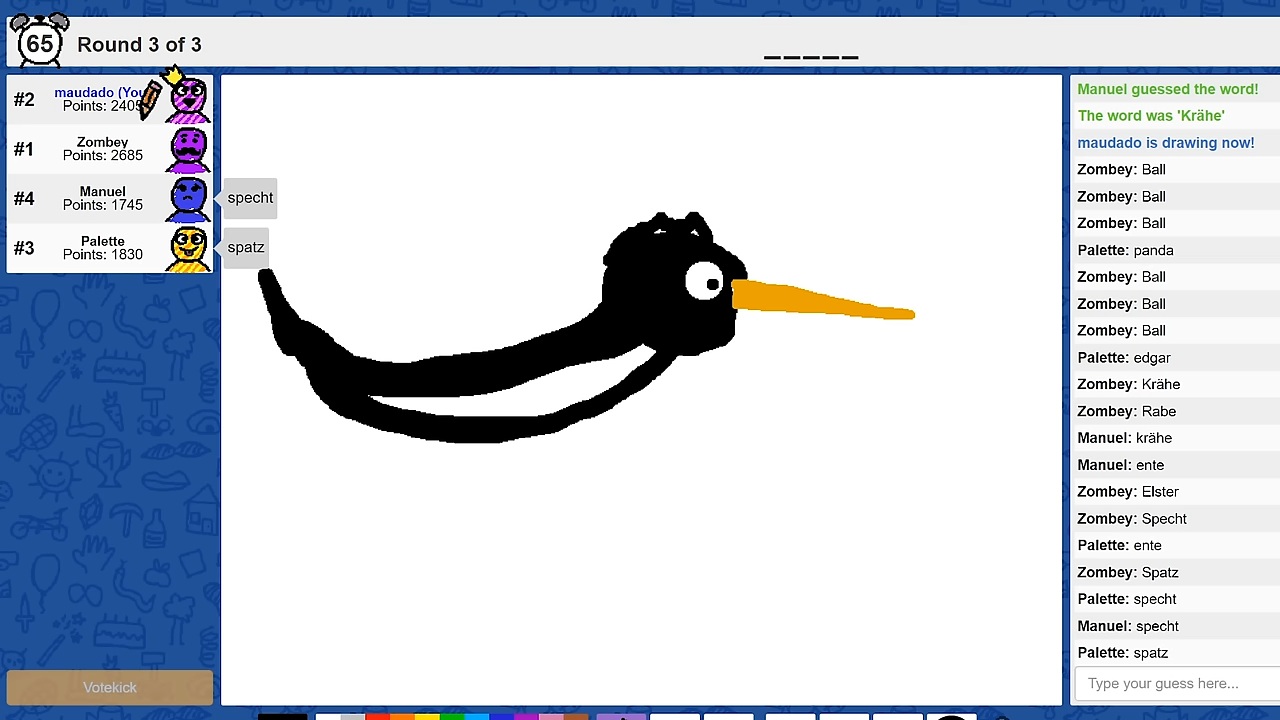 65
Round 3 of 3
_ _ _ _ _
#2
maudado (You
Points: 2405
#1
Zombey
Points: 2685
#4
Manuel
Points: 1745
#3
Palette
Points: 1830
specht
spatz
Manuel guessed the word!
The word was 'Krähe'
maudado is drawing now!
Zombey: Ball
Zombey: Ball
Zombey: Ball
Palette: panda
Zombey: Ball
Zombey: Ball
Zombey: Ball
Palette: edgar
Zombey: Krähe
Zombey: Rabe
Manuel: krähe
Manuel: ente
Zombey: Elster
Zombey: Specht
Palette: ente
Zombey: Spatz
Palette: specht
Manuel: specht
Palette: spatz
Type your guess here...
Votekick